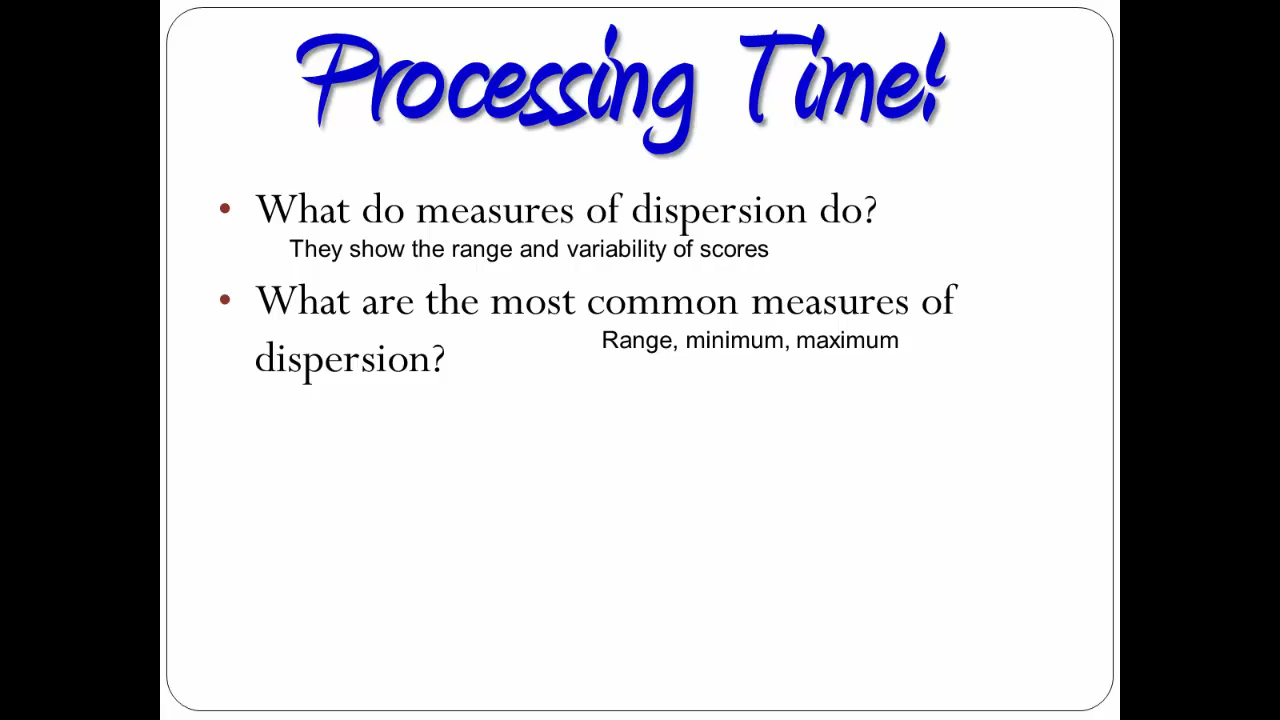 Processing Time!
• What do measures of dispersion do?
They show the range and variability of scores
• What are the most common measures of
Range, minimum, maximum
dispersion?